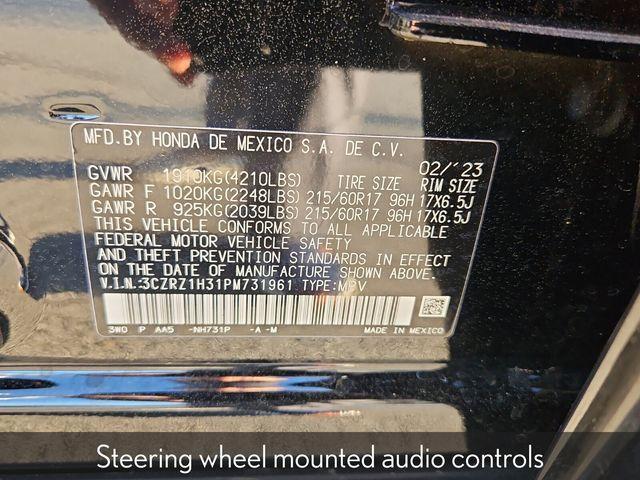 MFD.BY HONDA DE MEXICO S.A. DE C.V.
02/'23
GVWR 1910KG(4210LBS) TIRE SIZE RIM SIZE
GAWR F 1020KG(2248LBS) 215/60R17 96H 17X6.5J
GAWR R 925KG(2039LBS) 215/60R17 96H 17X6.5J
THIS VEHICLE CONFORMS TO ALL APPLICABLE
FEDERAL MOTOR VEHICLE SAFETY
AND THEFT PREVENTION STANDARDS IN EFFECT
ON THE DATE OF MANUFACTURE SHOWN ABOVE.
V.I.N.:3CZRZ1H31PM731961 TYPE:MPV
3W0 P AA5 -NH731P -A -M MADE IN MEXICO
Steering wheel mounted audio controls